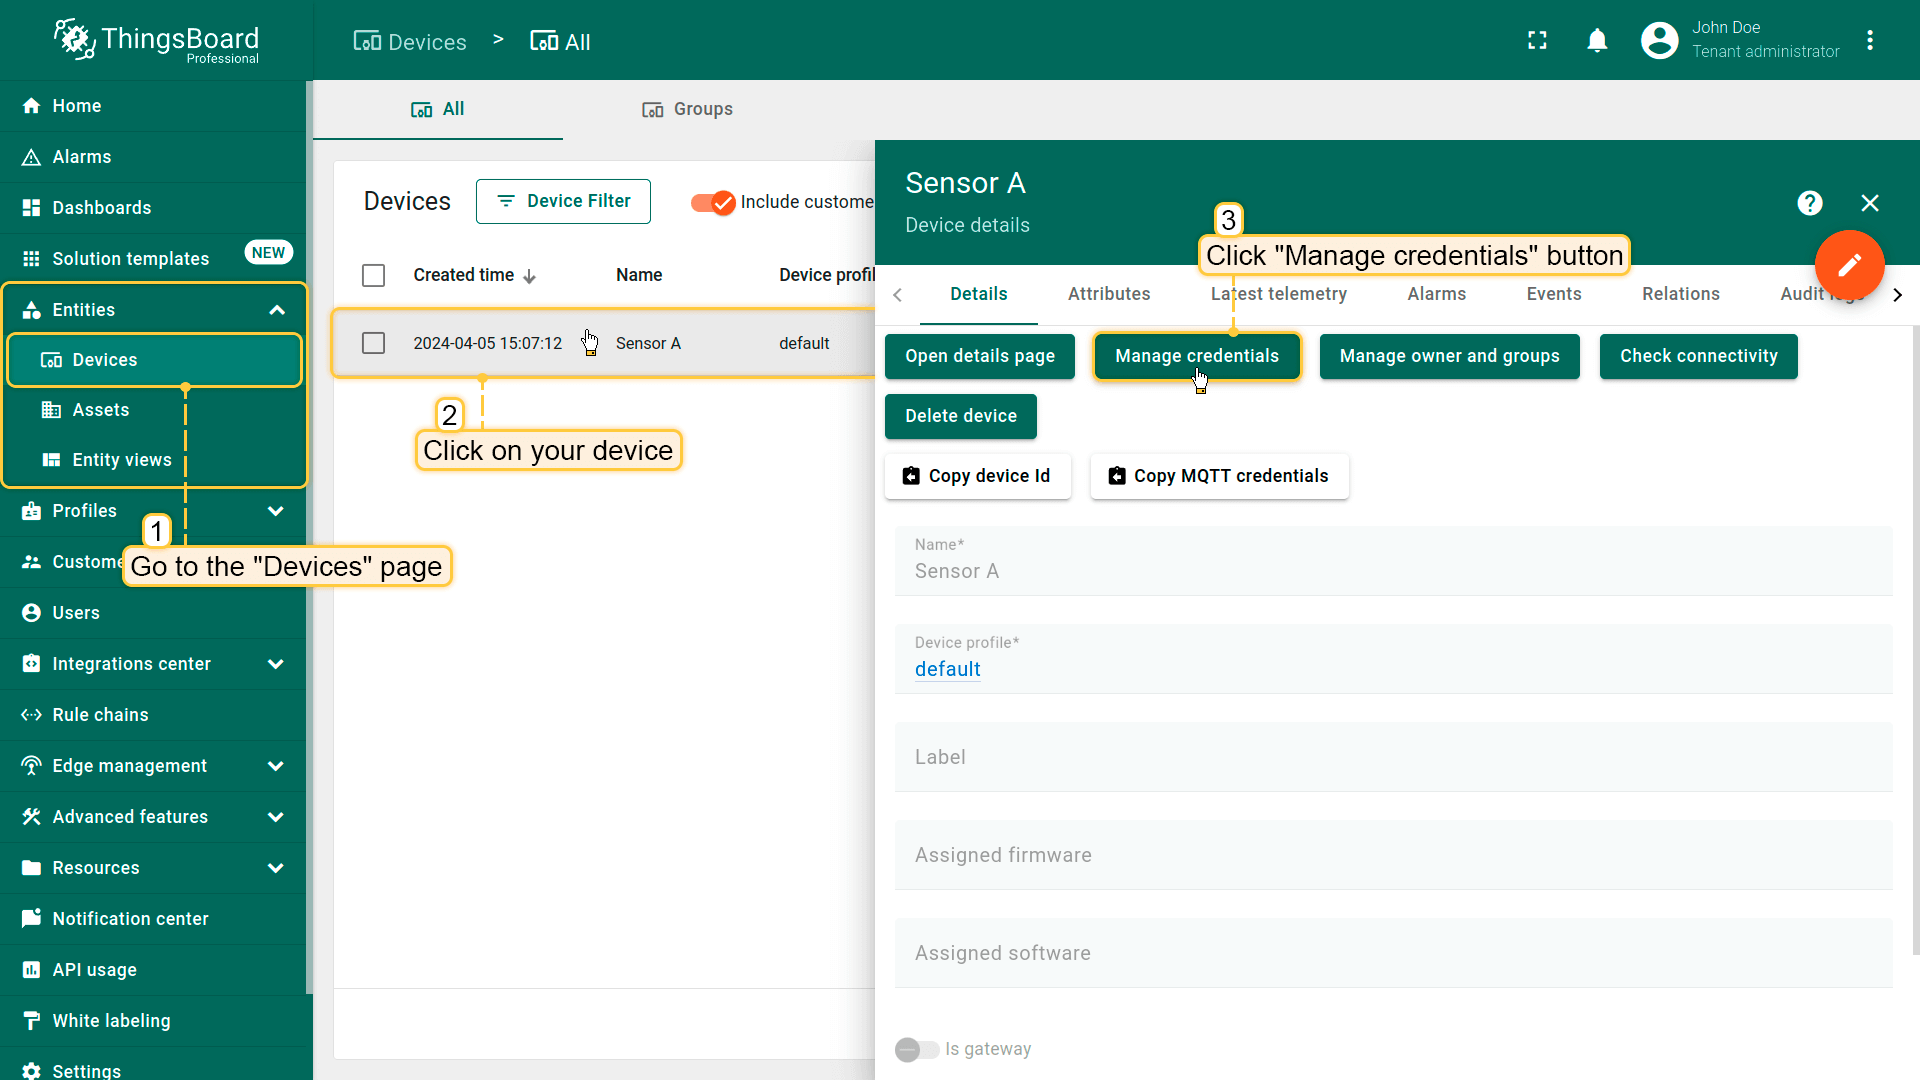 ThingsBoard
Professional
Devices > All
John Doe
Tenant administrator
Home
Alarms
Dashboards
Solution templates NEW
Entities
Devices
Assets
Entity views
Profiles
Custome
Users
Integrations center
Rule chains
Edge management
Advanced features
Resources
Notification center
API usage
White labeling
Settings
1
Go to the "Devices" page
All Groups
Devices Device Filter Include custome
Created time Name Device profil
2024-04-05 15:07:12 Sensor A default
2
Click on your device
Sensor A
Device details
3
Click "Manage credentials" button
Details Attributes Latest telemetry Alarms Events Relations Audit logs
Open details page Manage credentials Manage owner and groups Check connectivity
Delete device
Copy device Id Copy MQTT credentials
Name*
Sensor A
Device profile*
default
Label
Assigned firmware
Assigned software
Is gateway